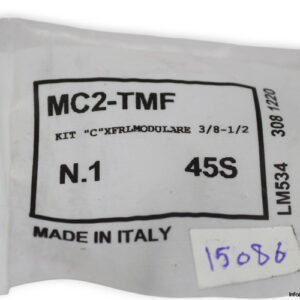 MC2-TMF
KIT "C"XFRLMODULARE 3/8-1/2
N.1 45S
MADE IN ITALY
LM534 308 1220
15086